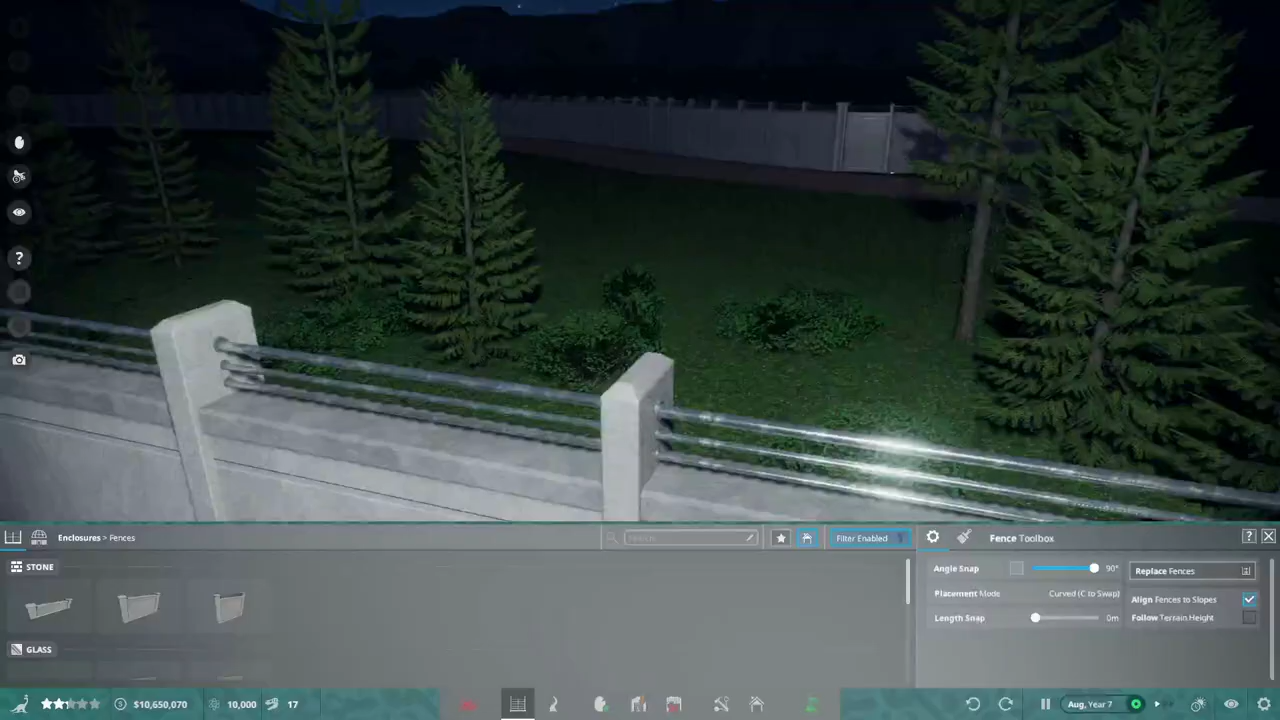 Enclosures > Fences
Search
Filter Enabled
Fence Toolbox
?
STONE
GLASS
Angle Snap
90°
Placement Mode
Curved (C to Swap)
Length Snap
0m
Replace Fences
Align Fences to Slopes
Follow Terrain Height
$10,650,070
10,000
17
Aug, Year 7